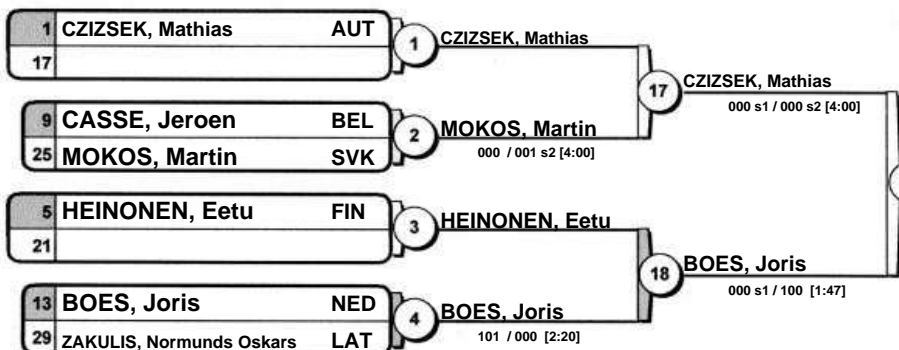 1 CZIZSEK, Mathias AUT
17
1
CZIZSEK, Mathias
9 CASSE, Jeroen BEL
25 MOKOS, Martin SVK
2
MOKOS, Martin
000 / 001 s2 [4:00]
17
CZIZSEK, Mathias
000 s1 / 000 s2 [4:00]
5 HEINONEN, Eetu FIN
21
3
HEINONEN, Eetu
13 BOES, Joris NED
29 ZAKULIS, Normunds Oskars LAT
4
BOES, Joris
101 / 000 [2:20]
18
BOES, Joris
000 s1 / 100 [1:47]